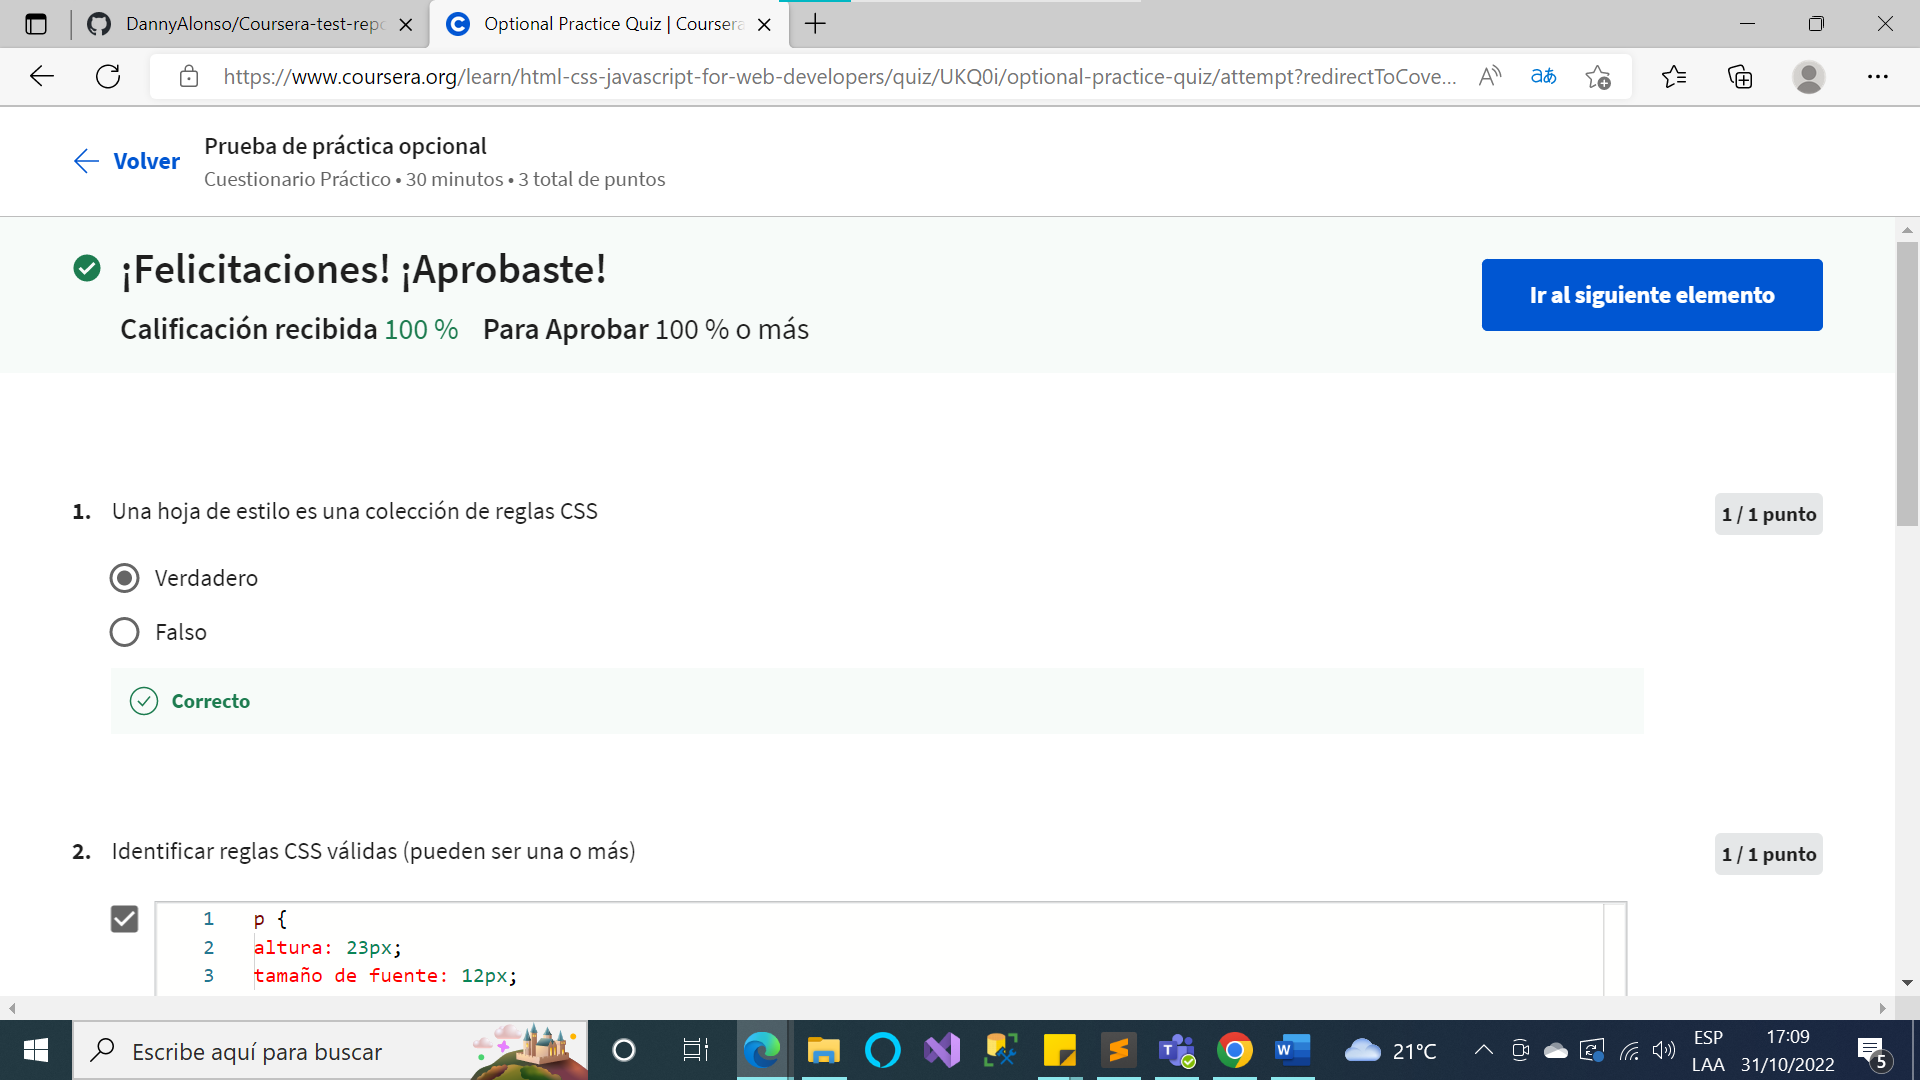 DannyAlonso/Coursera-test-repo
Optional Practice Quiz | Coursera
https://www.coursera.org/learn/html-css-javascript-for-web-developers/quiz/UKQ0i/optional-practice-quiz/attempt?redirectToCove...
aあ
Volver
Prueba de práctica opcional
Cuestionario Práctico • 30 minutos • 3 total de puntos
¡Felicitaciones! ¡Aprobaste!
Calificación recibida 100 % Para Aprobar 100 % o más
Ir al siguiente elemento
1. Una hoja de estilo es una colección de reglas CSS
1 / 1 punto
Verdadero
Falso
Correcto
2. Identificar reglas CSS válidas (pueden ser una o más)
1 / 1 punto
1 p {
2 altura: 23px;
3 tamaño de fuente: 12px;
Escribe aquí para buscar
21°C
ESP
LAA
17:09
31/10/2022
5